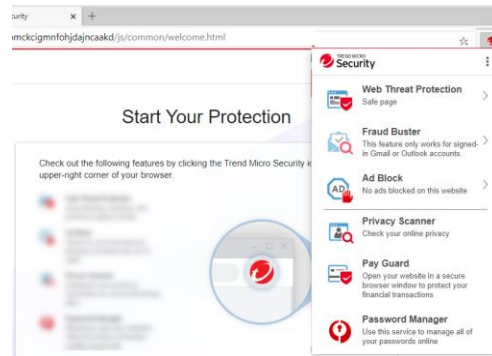 urity
mckcigmnfohjdajncaakd/js/common/welcome.html
TREND MICRO
Security
Web Threat Protection
Safe page
Fraud Buster
This feature only works for signed-
in Gmail or Outlook accounts
Ad Block
No ads blocked on this website
Privacy Scanner
Check your online privacy
Pay Guard
Open your website in a secure
browser window to protect your
financial transactions
Password Manager
Use this service to manage all of
your passwords online
Start Your Protection
Check out the following features by clicking the Trend Micro Security
upper-right corner of your browser.
AD